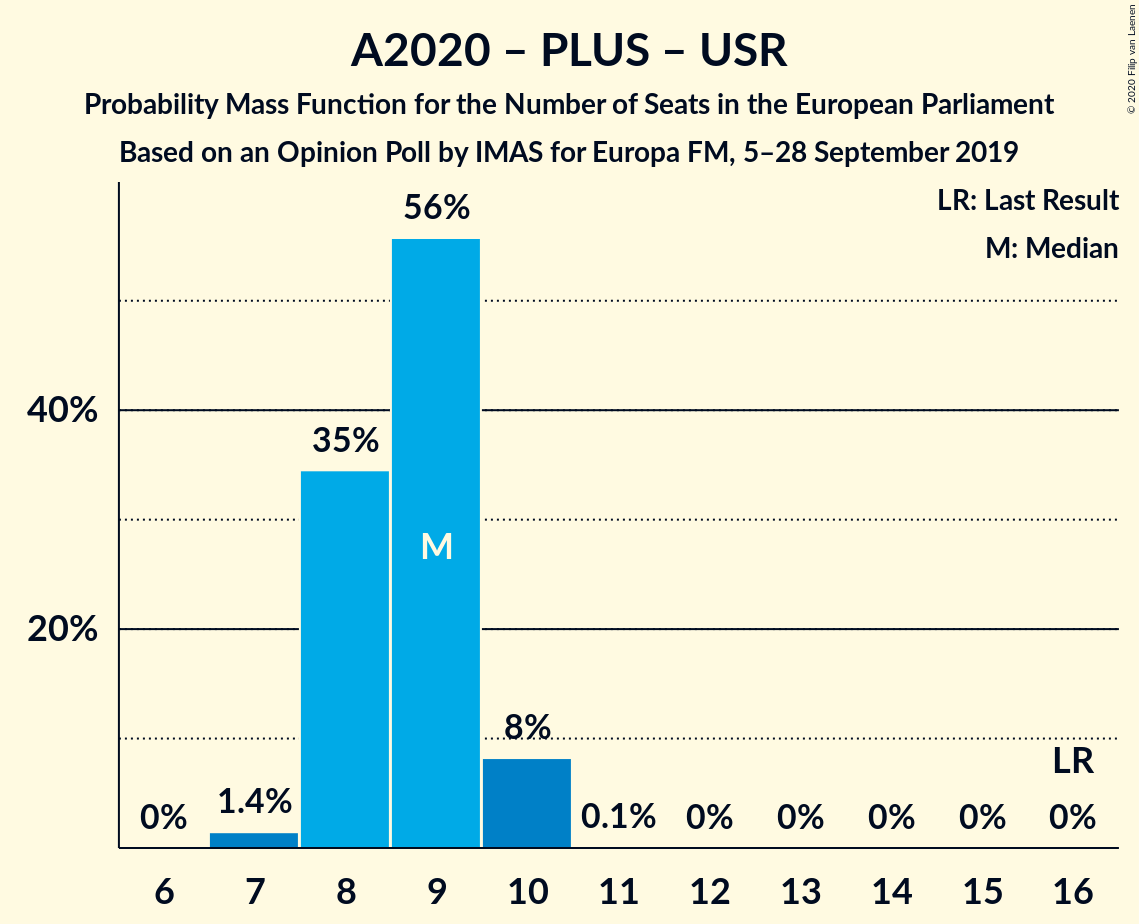 A2020 – PLUS – USR
Probability Mass Function for the Number of Seats in the European Parliament
Based on an Opinion Poll by IMAS for Europa FM, 5–28 September 2019
© 2020 Filip van Laenen
LR: Last Result
M: Median
56%
40%
35%
M
20%
8%
LR
0%
1.4%
0.1%
0%
0%
0%
0%
0%
6 7 8 9 10 11 12 13 14 15 16